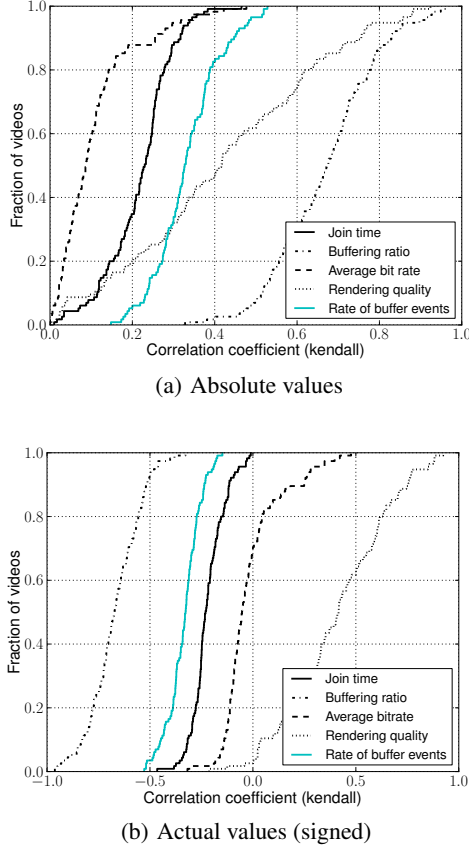 1.0
0.8
0.6
0.4
0.2
0.0
Fraction of videos
Join time
Buffering ratio
Average bit rate
Rendering quality
Rate of buffer events
0.0 0.2 0.4 0.6 0.8 1.0
Correlation coefficient (kendall)
(a) Absolute values
1.0
0.8
0.6
0.4
0.2
0.0
Fraction of videos
Join time
Buffering ratio
Average bitrate
Rendering quality
Rate of buffer events
-1.0 -0.5 0.0 0.5 1.0
Correlation coefficient (kendall)
(b) Actual values (signed)